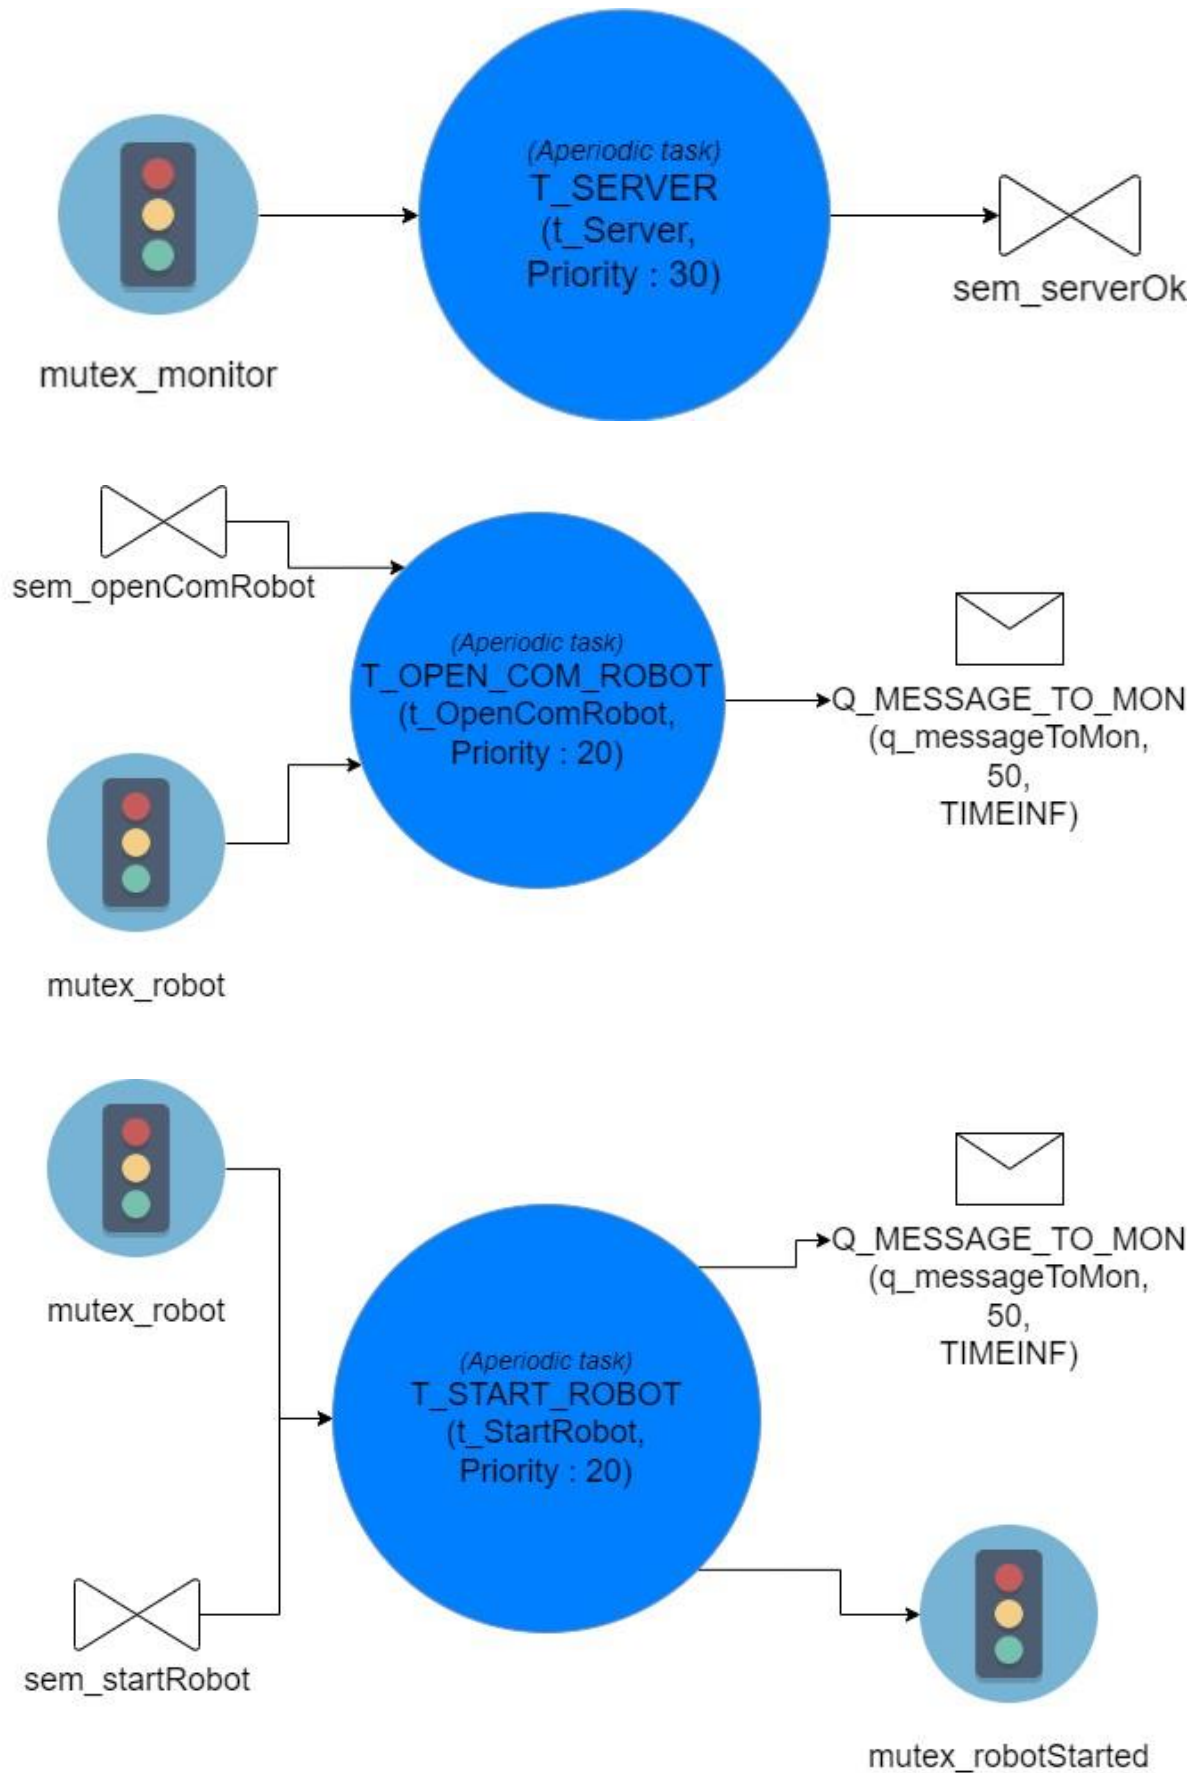 (Aperiodic task)
T_SERVER
(t_Server,
Priority : 30)
sem_serverOk
mutex_monitor
sem_openComRobot
(Aperiodic task)
T_OPEN_COM_ROBOT
(t_OpenComRobot,
Priority : 20)
Q_MESSAGE_TO_MON
(q_messageToMon,
50,
TIMEINF)
mutex_robot
mutex_robot
Q_MESSAGE_TO_MON
(q_messageToMon,
50,
TIMEINF)
(Aperiodic task)
T_START_ROBOT
(t_StartRobot,
Priority : 20)
sem_startRobot
mutex_robotStarted